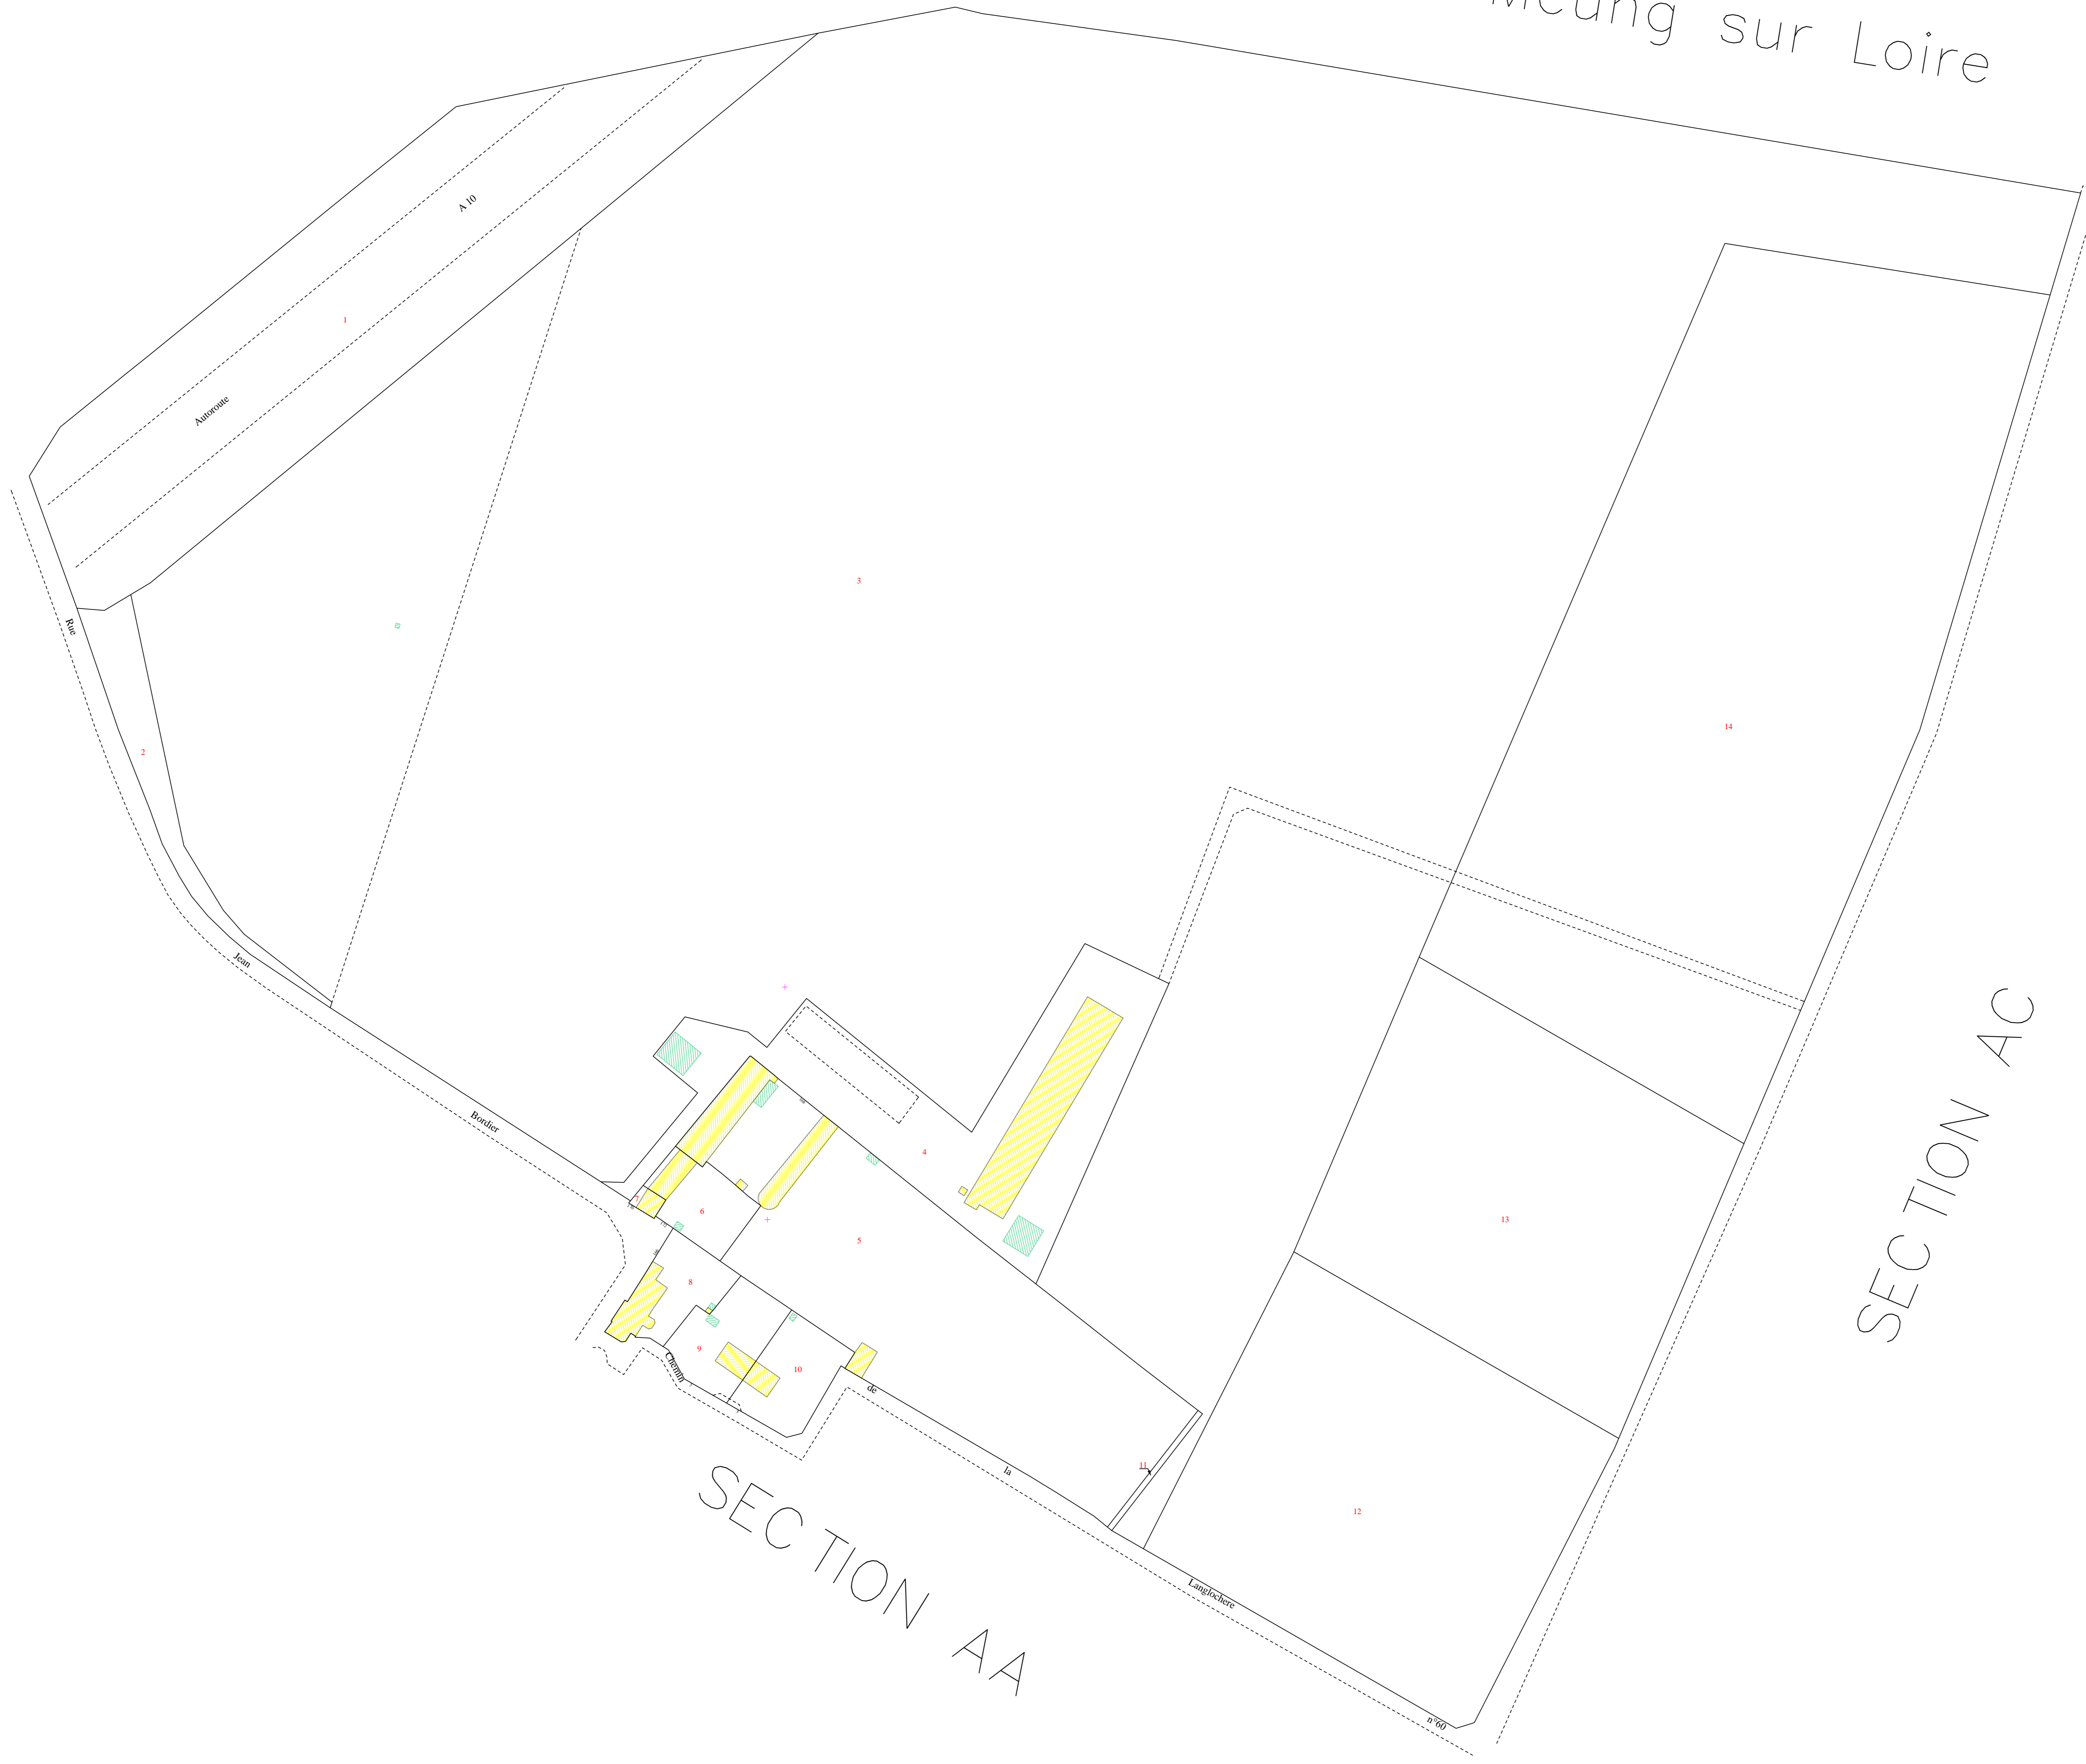 Meung sur Loire
A 10
1
Autoroute
3
Rue
14
2
Jean
SECTION AC
Bordier
4
7
6
13
5
8
9
10
Chemin
de
11
la
12
SECTION AA
Langlochere
n°60